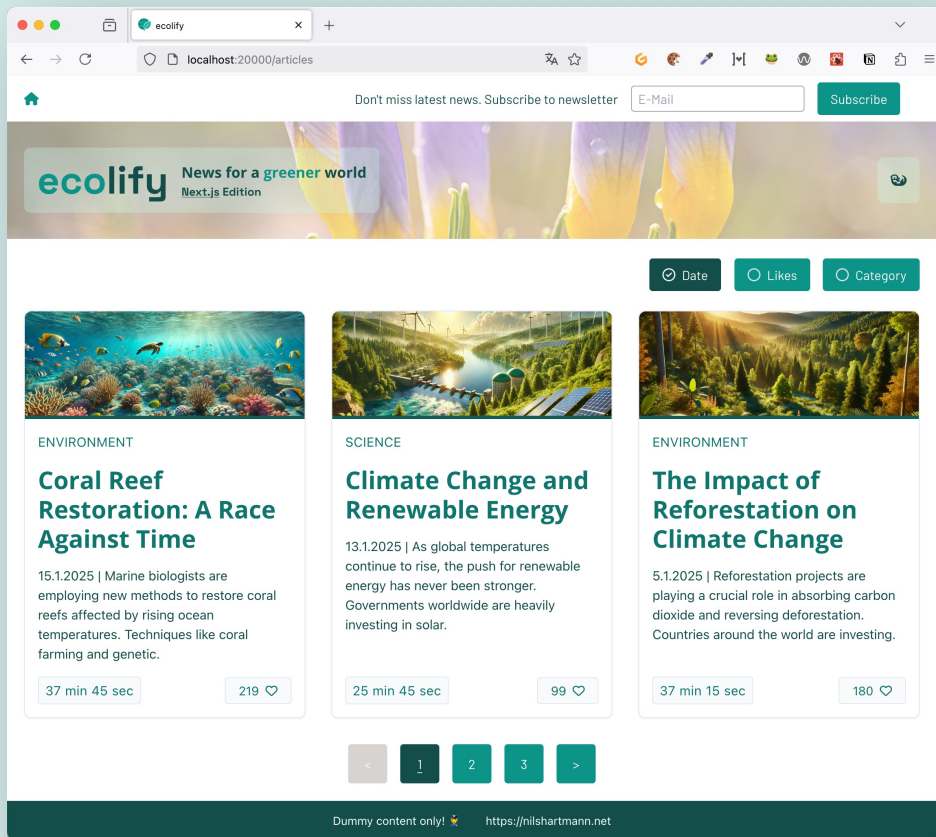 ecolify
localhost:20000/articles
Don't miss latest news. Subscribe to newsletter
E-Mail
Subscribe
ecolify
News for a greener world
Next.js Edition
Date
Likes
Category
ENVIRONMENT
Coral Reef
Restoration: A Race
Against Time
15.1.2025 | Marine biologists are
employing new methods to restore coral
reefs affected by rising ocean
temperatures. Techniques like coral
farming and genetic.
37 min 45 sec
219
SCIENCE
Climate Change and
Renewable Energy
13.1.2025 | As global temperatures
continue to rise, the push for renewable
energy has never been stronger.
Governments worldwide are heavily
investing in solar.
25 min 45 sec
99
ENVIRONMENT
The Impact of
Reforestation on
Climate Change
5.1.2025 | Reforestation projects are
playing a crucial role in absorbing carbon
dioxide and reversing deforestation.
Countries around the world are investing.
37 min 15 sec
180
< 1 2 3 >
Dummy content only! https://nilshartmann.net